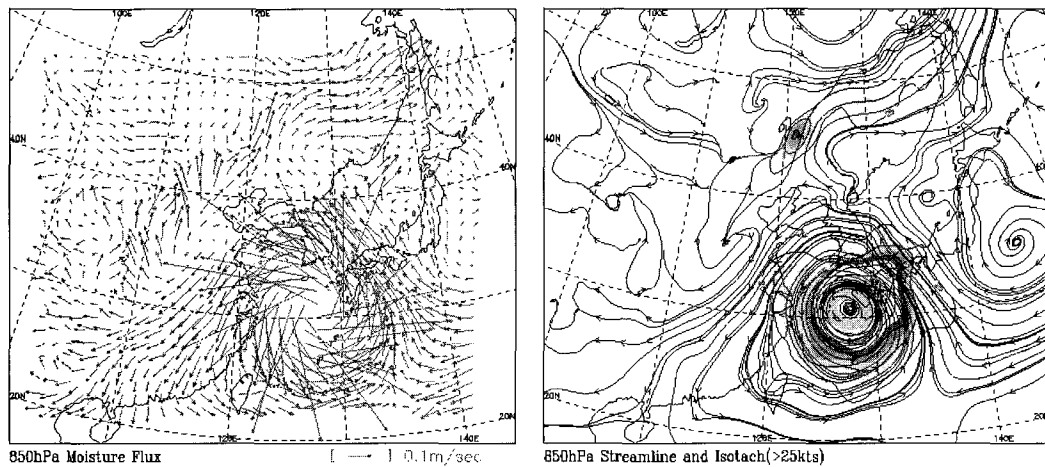 100E 120E 140E
40N 40N
20N 120E 140E
850hPa Moisture Flux [ → ] 0.1m/sec
100E 120E 140E
40N 40N
20N 120E 140E 20N
850hPa Streamline and Isotach(>25kts)